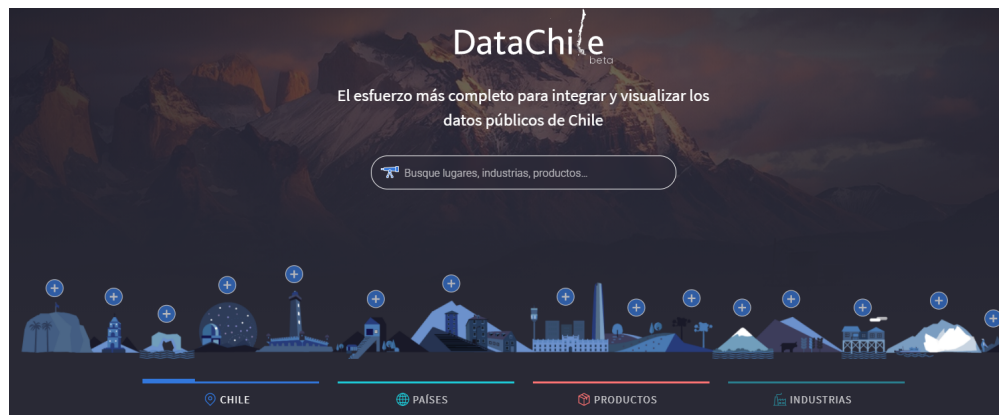 DataChile
beta
El esfuerzo más completo para integrar y visualizar los
datos públicos de Chile
Busque lugares, industrias, productos...
CHILE
PAÍSES
PRODUCTOS
INDUSTRIAS